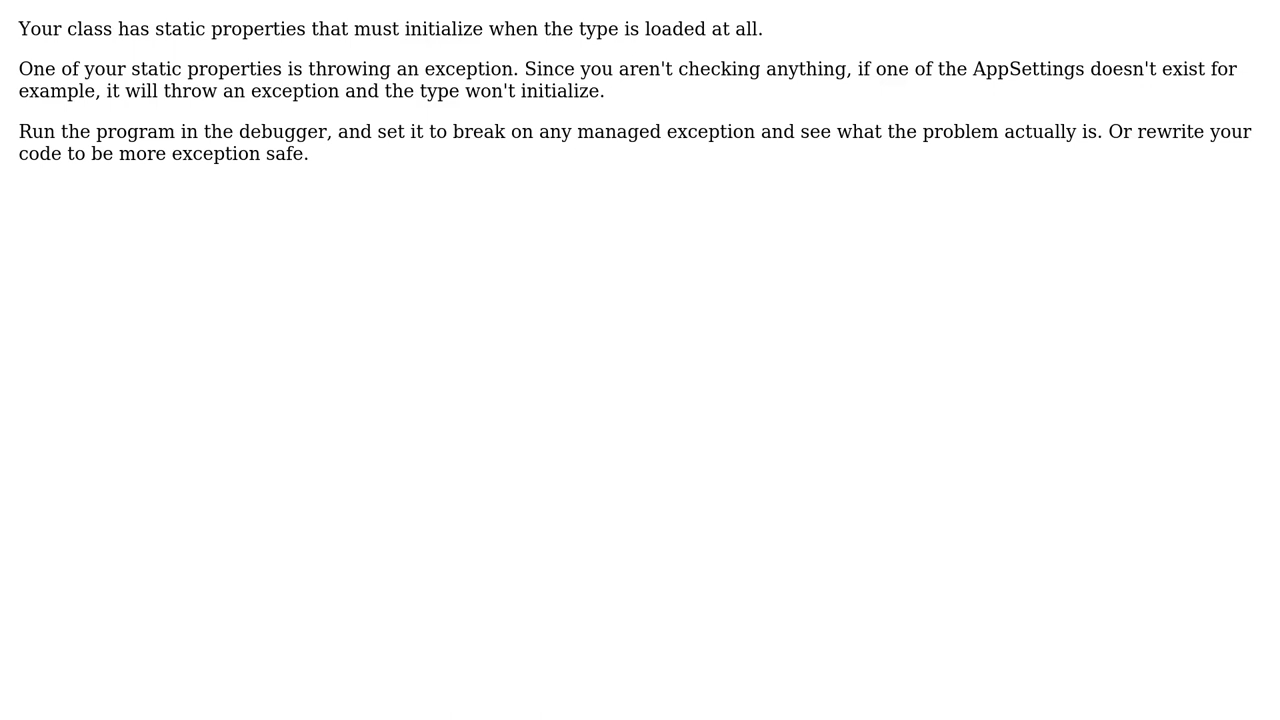 Your class has static properties that must initialize when the type is loaded at all.
One of your static properties is throwing an exception. Since you aren't checking anything, if one of the AppSettings doesn't exist for
example, it will throw an exception and the type won't initialize.
Run the program in the debugger, and set it to break on any managed exception and see what the problem actually is. Or rewrite your
code to be more exception safe.